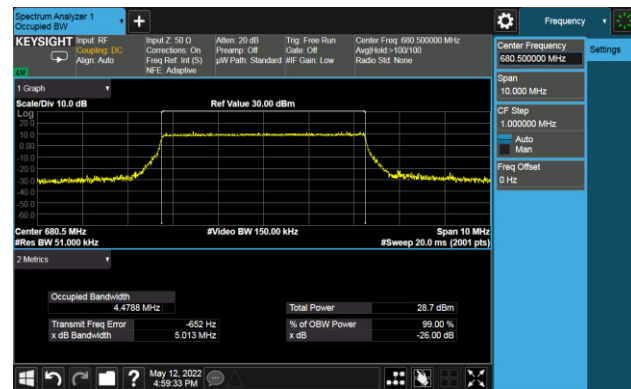 Spectrum Analyzer 1
Occupied BW
Frequency
KEYSIGHT
Input: RF
Coupling: DC
Align: Auto
Input Z: 50 Ω
Corrections: On
Freq Ref: Int (S)
NFE: Adaptive
Atten: 20 dB
Preamp: Off
µW Path: Standard
Trig: Free Run
Gate: Off
#IF Gain: Low
Center Freq: 680.500000 MHz
Avg|Hold:>100/100
Radio Std: None
Center Frequency
680.500000 MHz
Settings
Span
10.000 MHz
CF Step
1.000000 MHz
Auto
Man
Freq Offset
0 Hz
1 Graph
Scale/Div 10.0 dB
Ref Value 30.00 dBm
Log
20.0
10.0
0.00
-10.0
-20.0
-30.0
-40.0
-50.0
-60.0
Center 680.5 MHz
#Video BW 150.00 kHz
Span 10 MHz
#Res BW 51.000 kHz
#Sweep 20.0 ms (2001 pts)
2 Metrics
Occupied Bandwidth
4.4788 MHz
Total Power
28.7 dBm
Transmit Freq Error
-652 Hz
% of OBW Power
99.00 %
x dB Bandwidth
5.013 MHz
x dB
-26.00 dB
?
May 12, 2022
4:59:33 PM